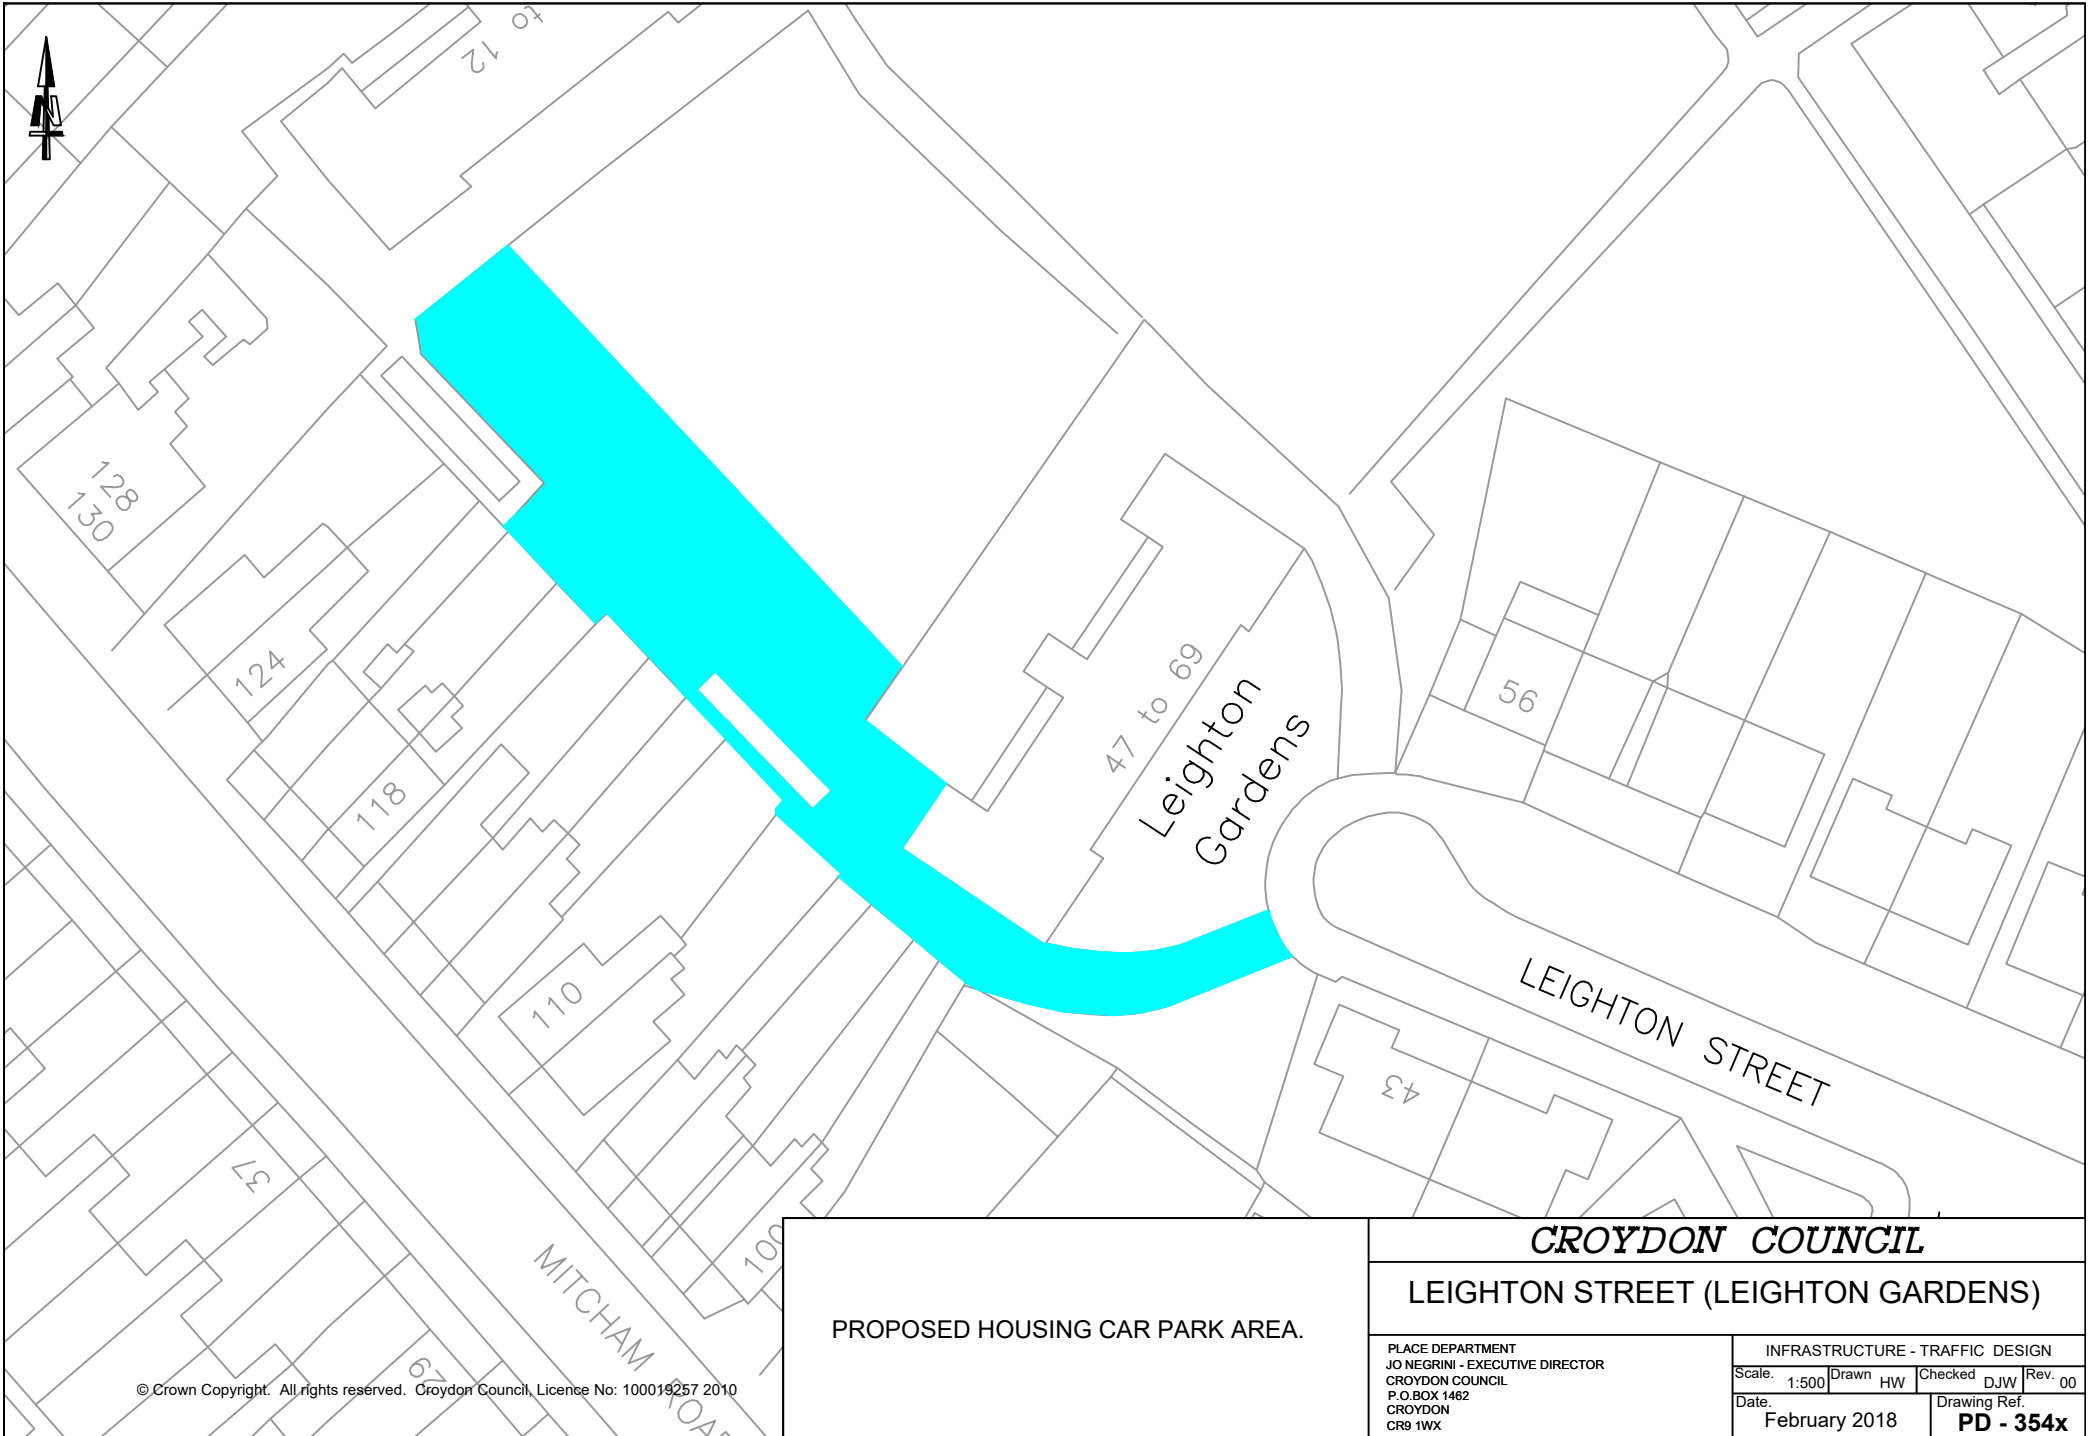 N
12 to
128
130
124
118
110
100
37
29
MITCHAM ROAD
47 to 69
Leighton
Gardens
56
43
LEIGHTON STREET
© Crown Copyright. All rights reserved. Croydon Council, Licence No: 100019257 2010
PROPOSED HOUSING CAR PARK AREA.
CROYDON COUNCIL
LEIGHTON STREET (LEIGHTON GARDENS)
PLACE DEPARTMENT
JO NEGRINI - EXECUTIVE DIRECTOR
CROYDON COUNCIL
P.O.BOX 1462
CROYDON
CR9 1WX
INFRASTRUCTURE - TRAFFIC DESIGN
Scale. 1:500 Drawn HW Checked DJW Rev. 00
Date. February 2018
Drawing Ref. PD - 354x